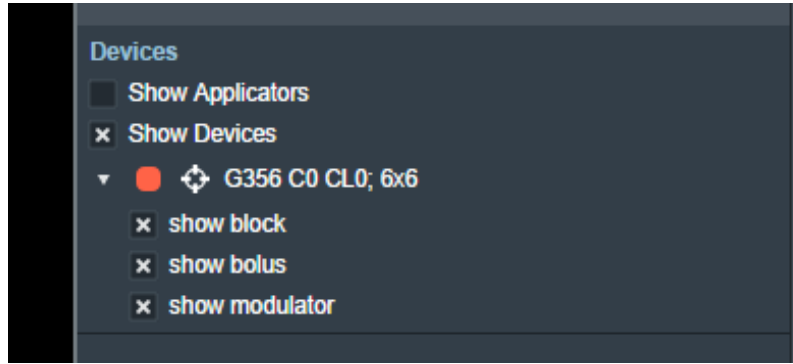 Devices
Show Applicators
Show Devices
G356 C0 CL0; 6x6
show block
show bolus
show modulator